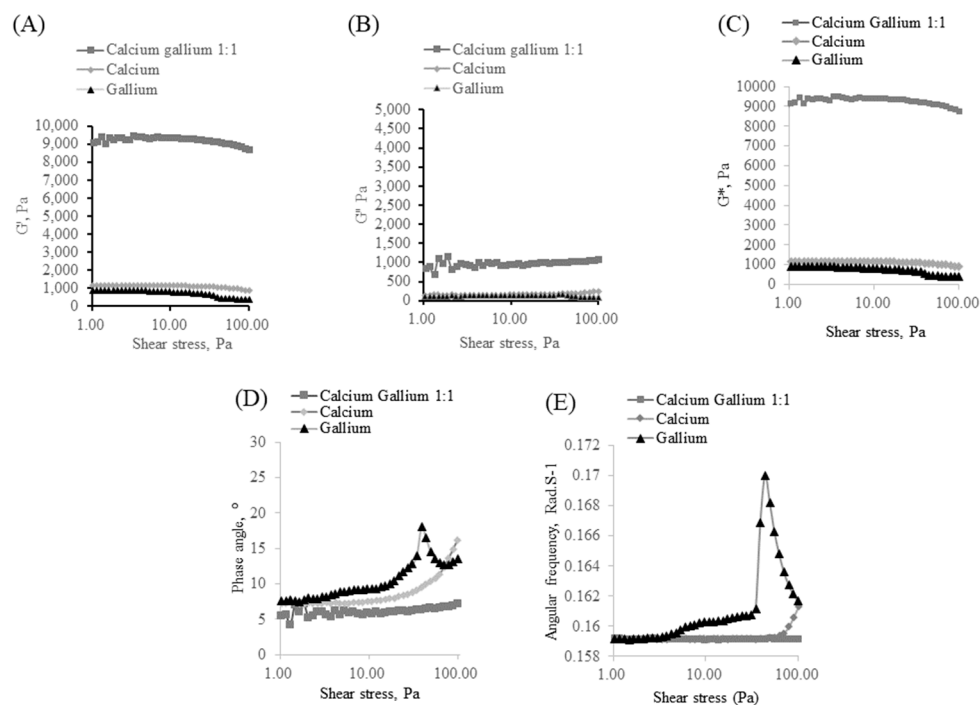 (A)
Calcium gallium 1:1
Calcium
Gallium
10,000
9,000
8,000
7,000
6,000
5,000
4,000
3,000
2,000
1,000
0
G', Pa
1.00 10.00 100.00
Shear stress, Pa
(B)
Calcium gallium 1:1
Calcium
Gallium
5,000
4,500
4,000
3,500
3,000
2,500
2,000
1,500
1,000
500
0
G" Pa
1.00 10.00 100.00
Shear stress, Pa
(C)
Calcium Gallium 1:1
Calcium
Gallium
10000
9000
8000
7000
6000
5000
4000
3000
2000
1000
0
G*, Pa
1.00 10.00 100.00
Shear stress, Pa
(D)
Calcium Gallium 1:1
Calcium
Gallium
30
25
20
15
10
5
0
Phase angle, °
1.00 10.00 100.00
Shear stress, Pa
(E)
Calcium Gallium 1:1
Calcium
Gallium
0.172
0.17
0.168
0.166
0.164
0.162
0.16
0.158
Angular frequency, Rad.S-1
1.00 10.00 100.00
Shear stress (Pa)